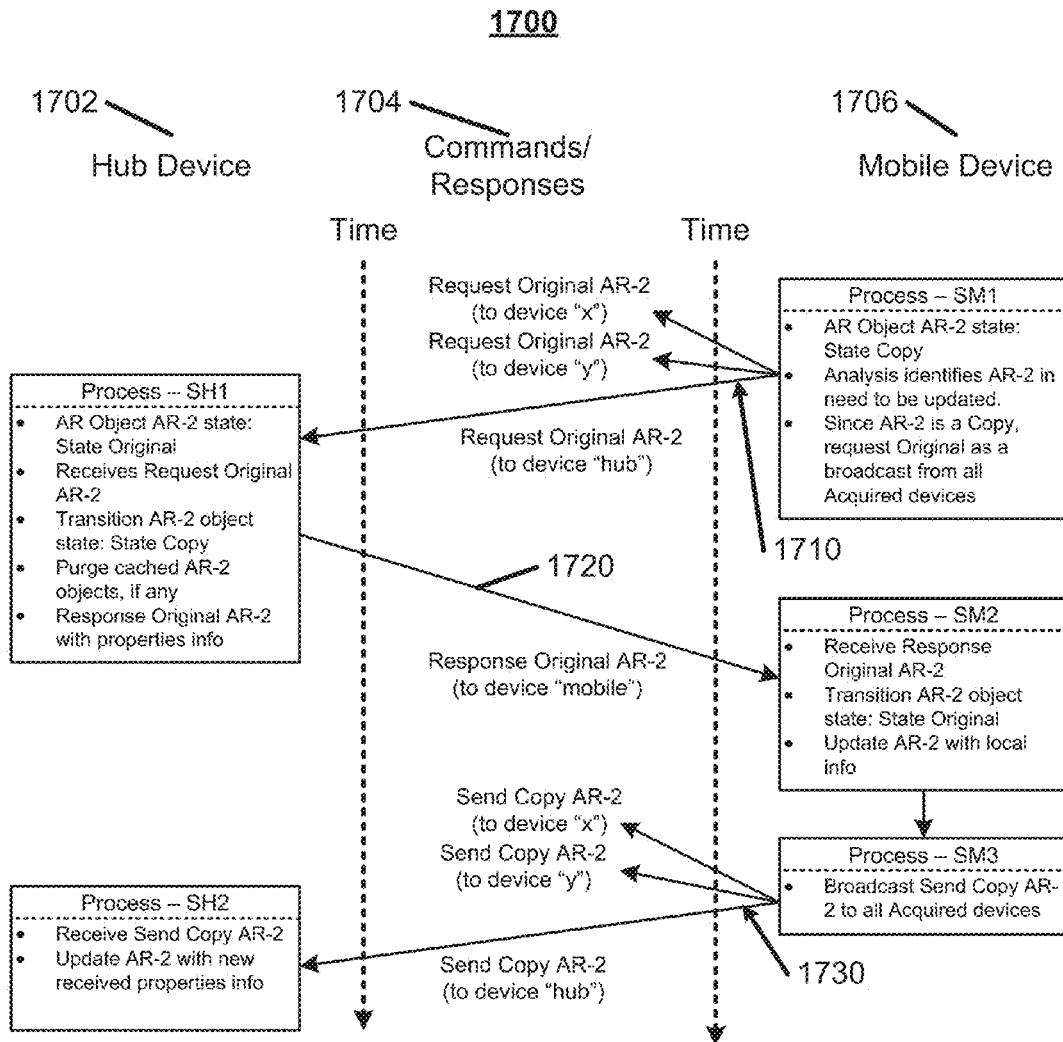 1700
1702
Hub Device
1704
Commands/
Responses
1706
Mobile Device
Time
Time
Request Original AR-2
(to device "x")
Request Original AR-2
(to device "y")
Request Original AR-2
(to device "hub")
1710
Process – SM1
• AR Object AR-2 state:
State Copy
• Analysis identifies AR-2 in
need to be updated.
• Since AR-2 is a Copy,
request Original as a
broadcast from all
Acquired devices
Process – SH1
• AR Object AR-2 state:
State Original
• Receives Request Original
AR-2
• Transition AR-2 object
state: State Copy
• Purge cached AR-2
objects, if any
• Response Original AR-2
with properties info
1720
Response Original AR-2
(to device "mobile")
Process – SM2
• Receive Response
Original AR-2
• Transition AR-2 object
state: State Original
• Update AR-2 with local
info
Send Copy AR-2
(to device "x")
Send Copy AR-2
(to device "y")
Send Copy AR-2
(to device "hub")
1730
Process – SM3
• Broadcast Send Copy AR-
2 to all Acquired devices
Process – SH2
• Receive Send Copy AR-2
• Update AR-2 with new
received properties info